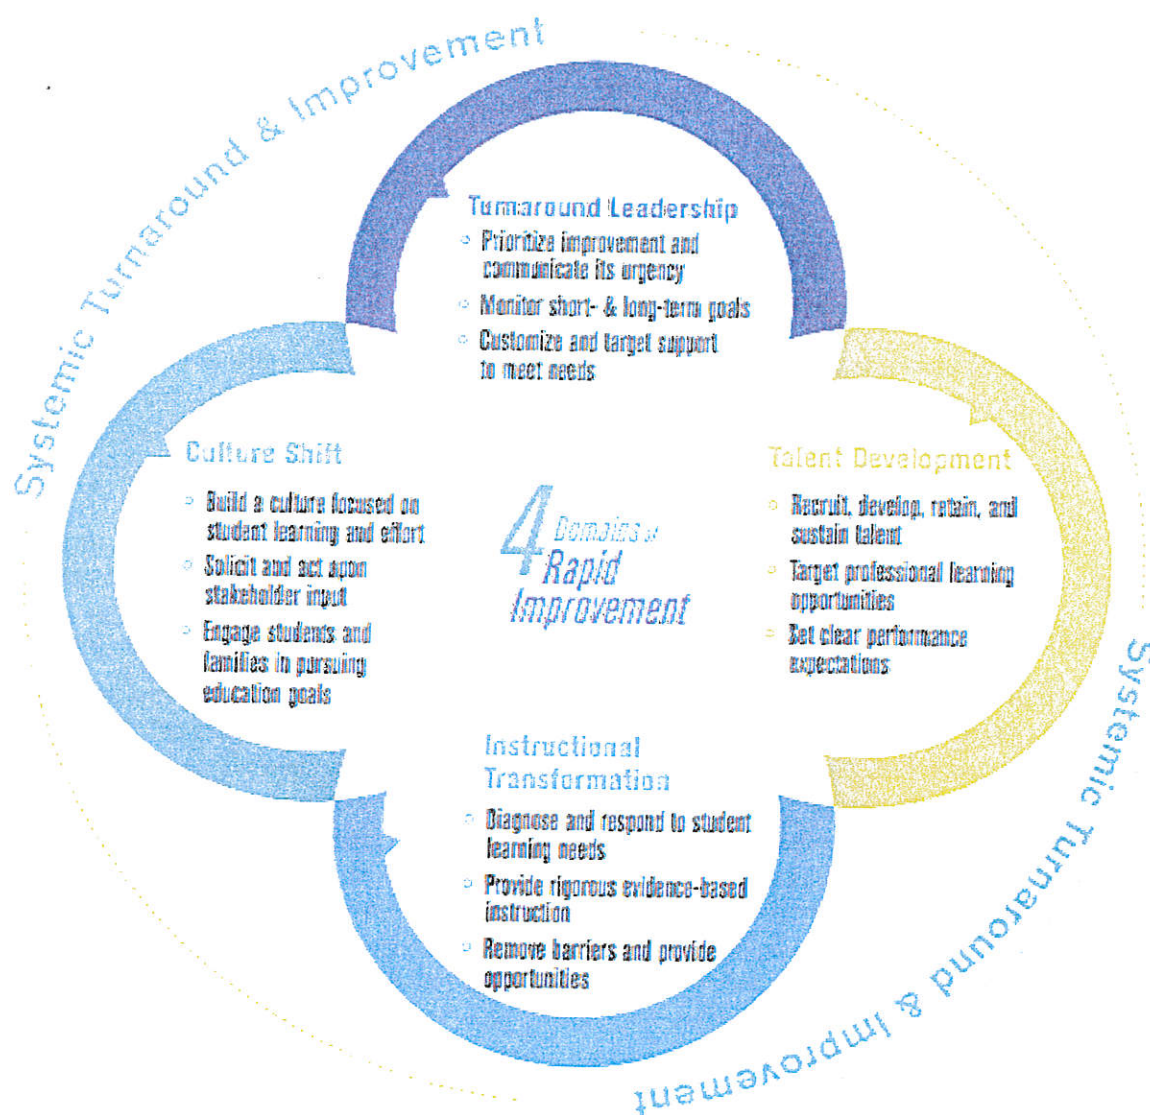 Systemic Turnaround & Improvement
Turnaround Leadership
Prioritize improvement and
communicate its urgency
Monitor short- & long-term goals
Customize and target support
to meet needs
Culture Shift
Build a culture focused on
student learning and effort
Solicit and act upon
stakeholder input
Engage students and
families in pursuing
education goals
4 Domains of
Rapid
Improvement
Talent Development
Recruit, develop, retain, and
sustain talent
Target professional learning
opportunities
Set clear performance
expectations
Instructional
Transformation
Diagnose and respond to student
learning needs
Provide rigorous evidence-based
instruction
Remove barriers and provide
opportunities
Systemic Turnaround & Improvement